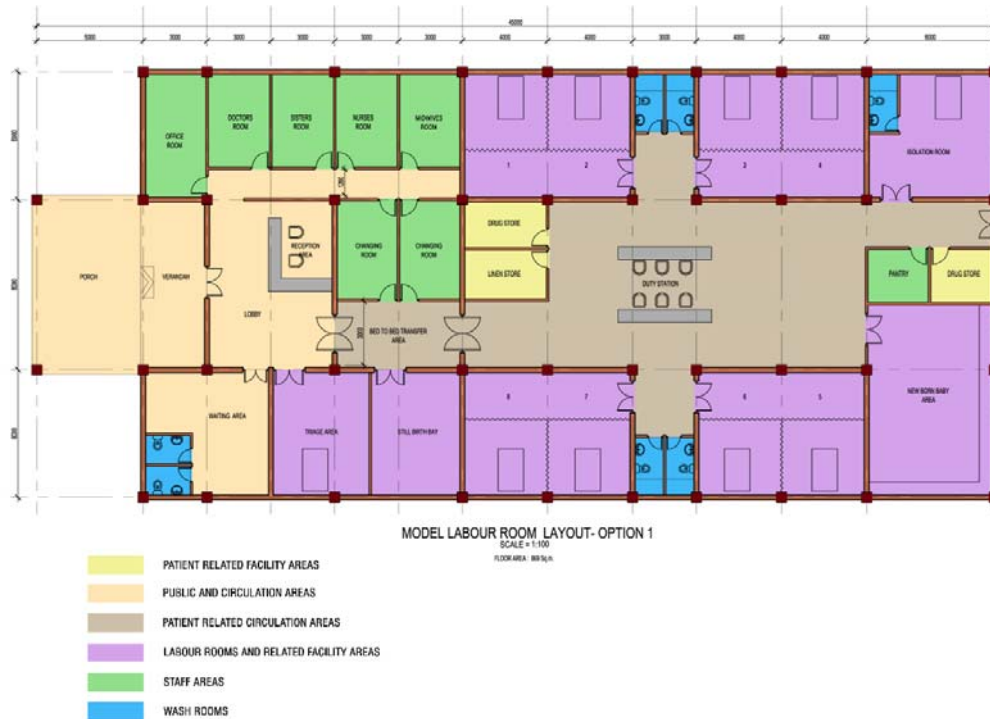 45000
5000 3000 3000 3000 3000 3000 4000 4000 3000 4000 4000 6000
OFFICE ROOM
DOCTORS ROOM
SISTERS ROOM
NURSES ROOM
MIDWIVES ROOM
1 2 3 4
ISOLATION ROOM
PORCH
VERANDAH
RECEPTION AREA
LOBBY
CHANGING ROOM
CHANGING ROOM
DRUG STORE
LINEN STORE
DUTY STATION
PANTRY
DRUG STORE
BED TO BED TRANSFER AREA
WAITING AREA
TRIAGE AREA
STILL BIRTH BAY
8 7 6 5
NEW BORN BABY AREA
MODEL LABOUR ROOM LAYOUT- OPTION 1
SCALE = 1:100
FLOOR AREA :
PATIENT RELATED FACILITY AREAS
PUBLIC AND CIRCULATION AREAS
PATIENT RELATED CIRCULATION AREAS
LABOUR ROOMS AND RELATED FACILITY AREAS
STAFF AREAS
WASH ROOMS